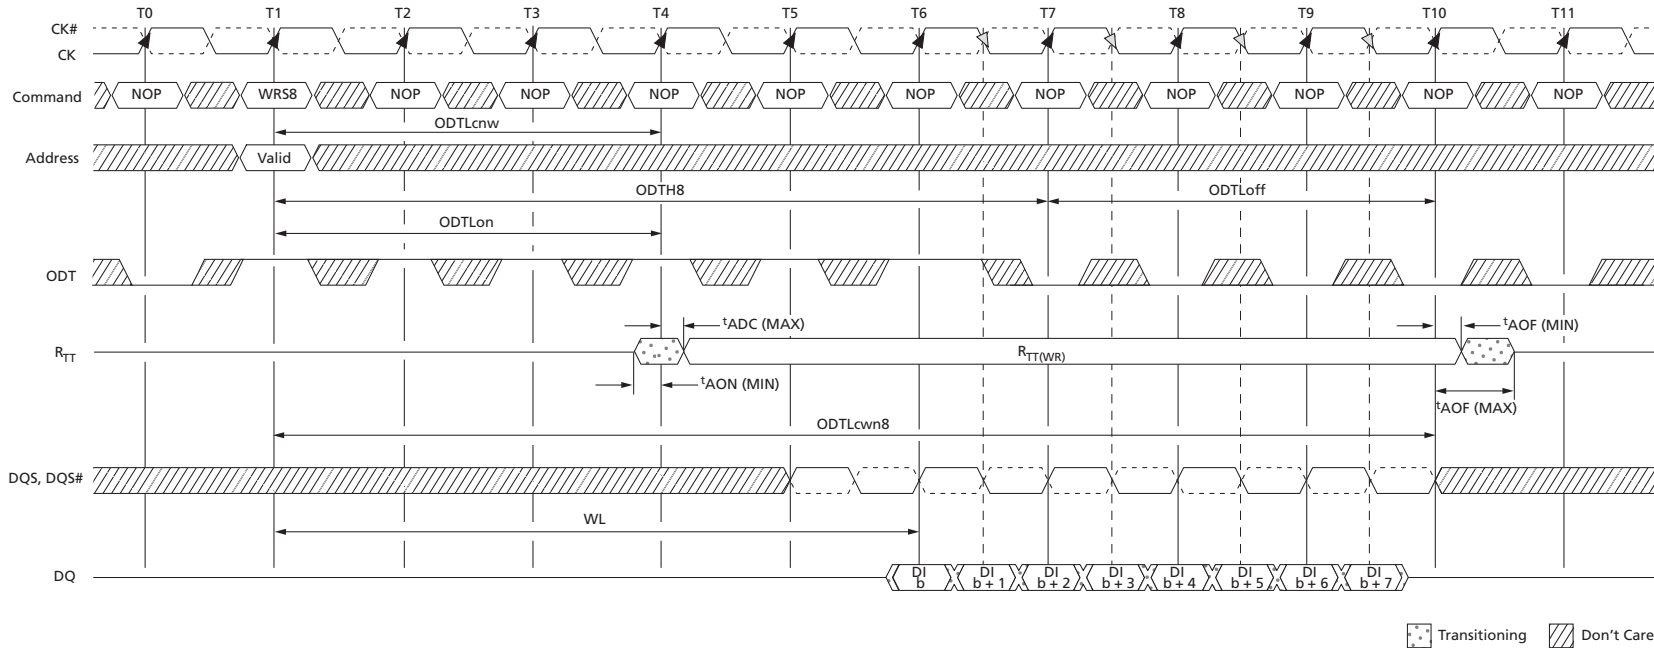 T0 T1 T2 T3 T4 T5 T6 T7 T8 T9 T10 T11
CK#
CK
Command NOP WRS8 NOP NOP NOP NOP NOP NOP NOP NOP NOP NOP
ODTLcnw
Address Valid
ODTH8 ODTLoff
ODTLon
ODT
tADC (MAX) tAOF (MIN)
RTT RTT(WR)
tAON (MIN)
tAOF (MAX)
ODTLcwn8
DQS, DQS#
WL
DQ DI b DI b + 1 DI b + 2 DI b + 3 DI b + 4 DI b + 5 DI b + 6 DI b + 7
Transitioning Don't Care